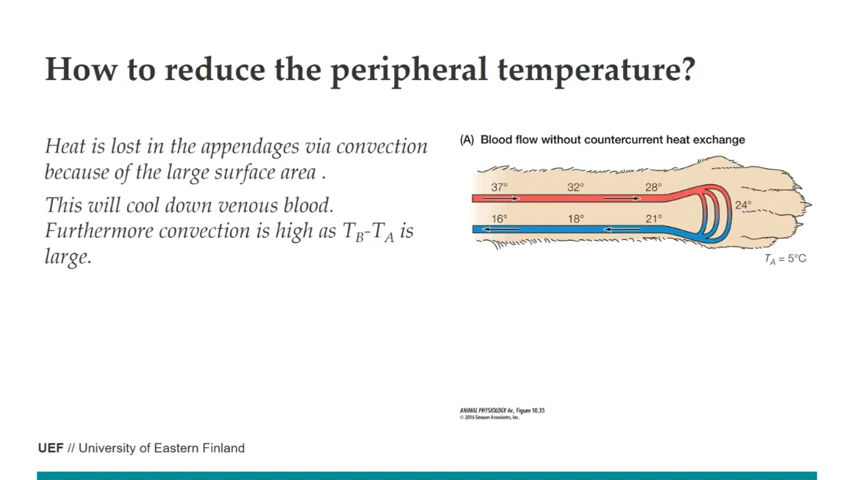 How to reduce the peripheral temperature?
Heat is lost in the appendages via convection
because of the large surface area .
This will cool down venous blood.
Furthermore convection is high as TB-TA is
large.
(A) Blood flow without countercurrent heat exchange
37° 32° 28°
24°
16° 18° 21°
TA = 5°C
ANIMAL PHYSIOLOGY 4e, Figure 10.35
© 2016 Sinauer Associates, Inc.
UEF // University of Eastern Finland